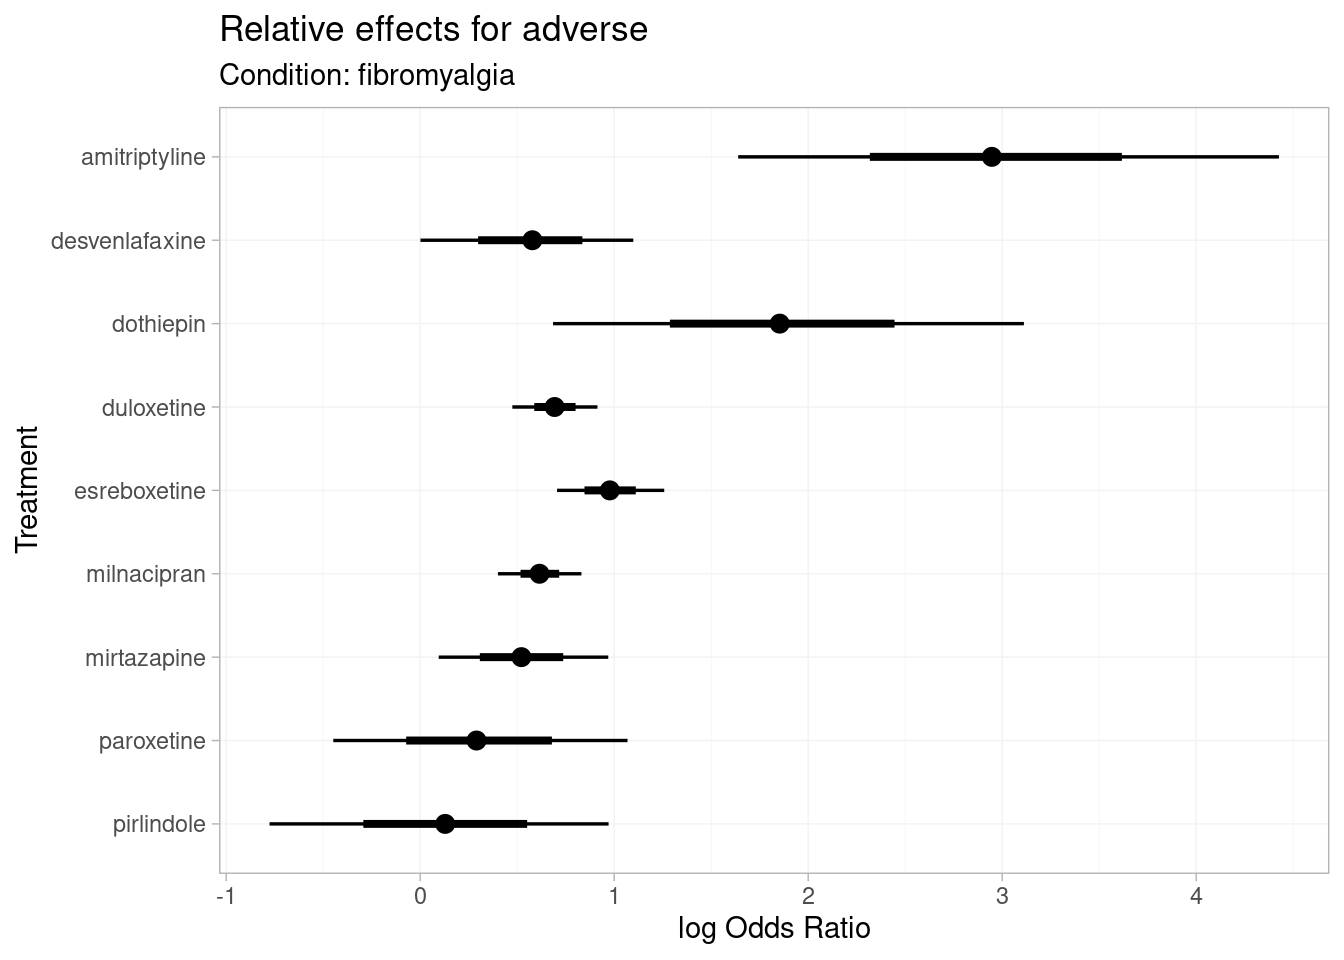 Relative effects for adverse
Condition: fibromyalgia
amitriptyline
desvenlafaxine
dothiepin
duloxetine
esreboxetine
milnacipran
mirtazapine
paroxetine
pirlindole
Treatment
-1 0 1 2 3 4
log Odds Ratio